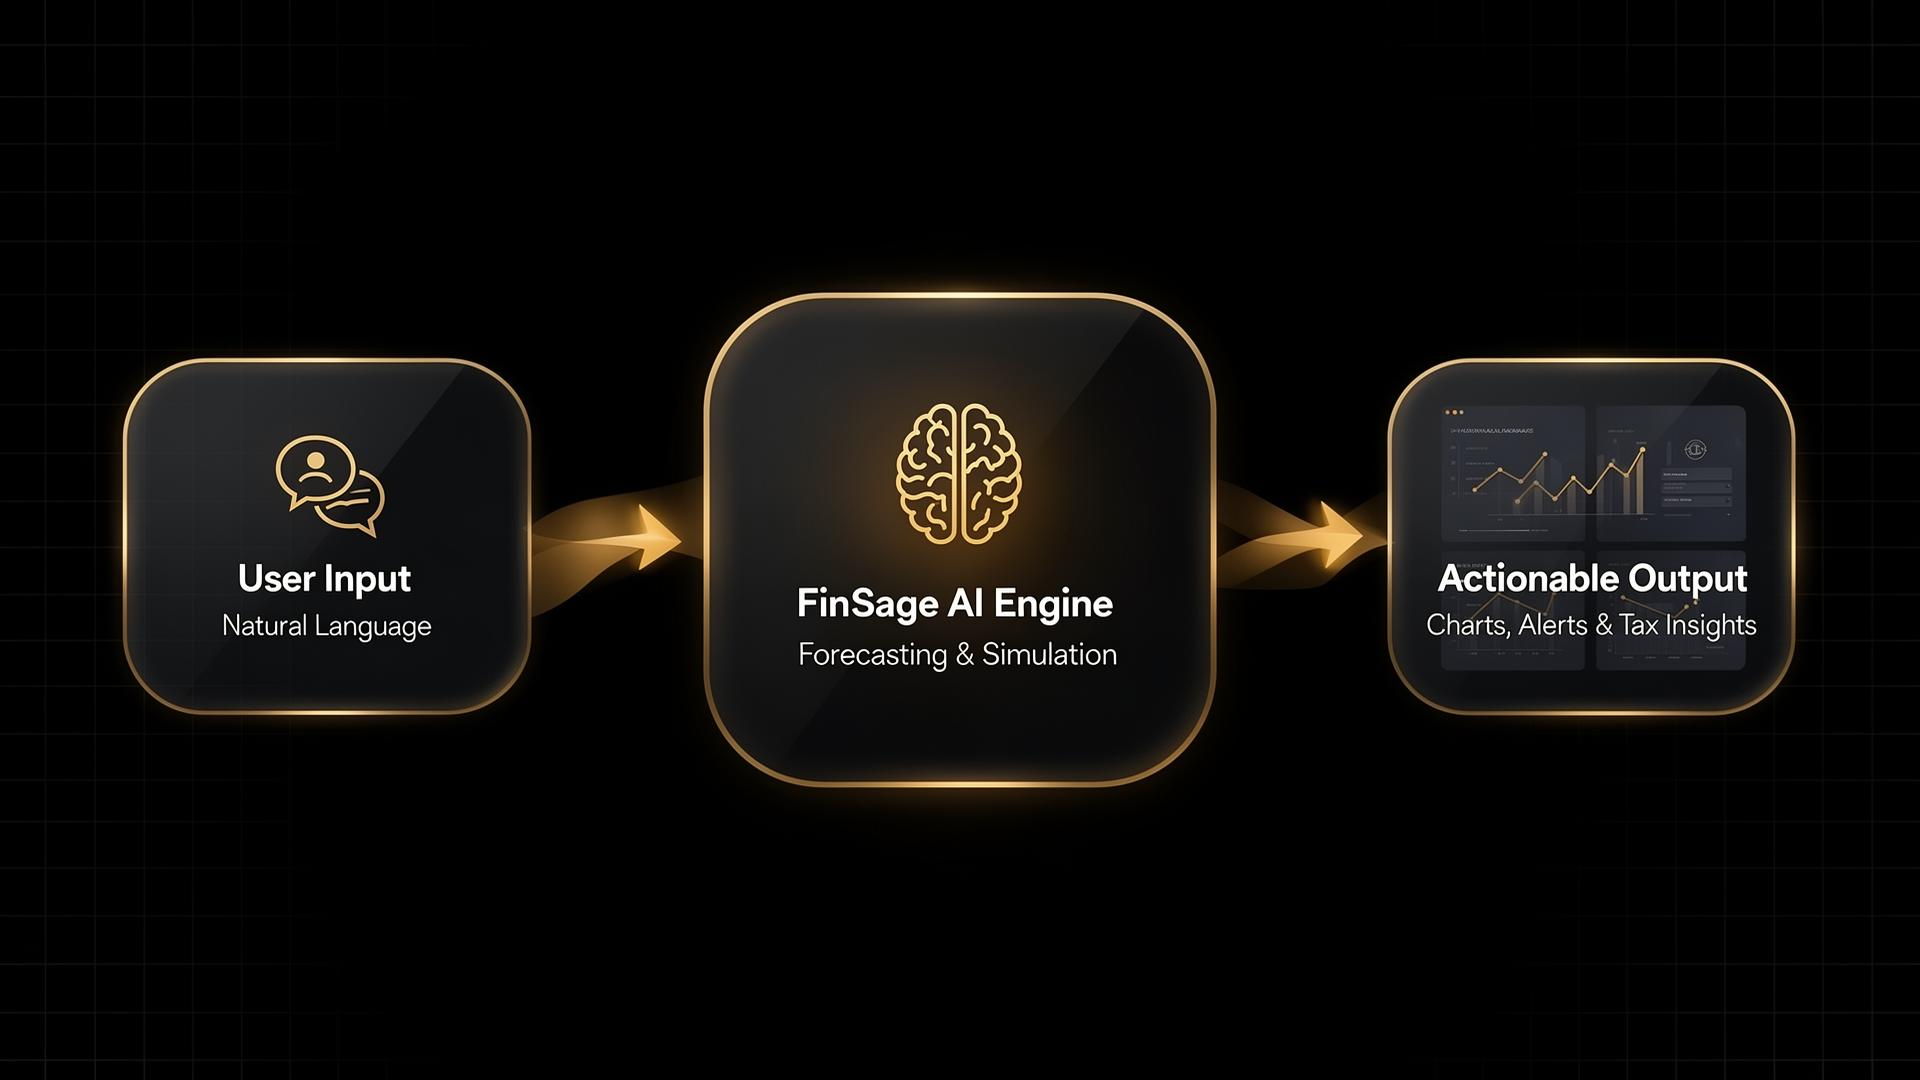 User Input
Natural Language
FinSage AI Engine
Forecasting & Simulation
Actionable Output
Charts, Alerts & Tax Insights